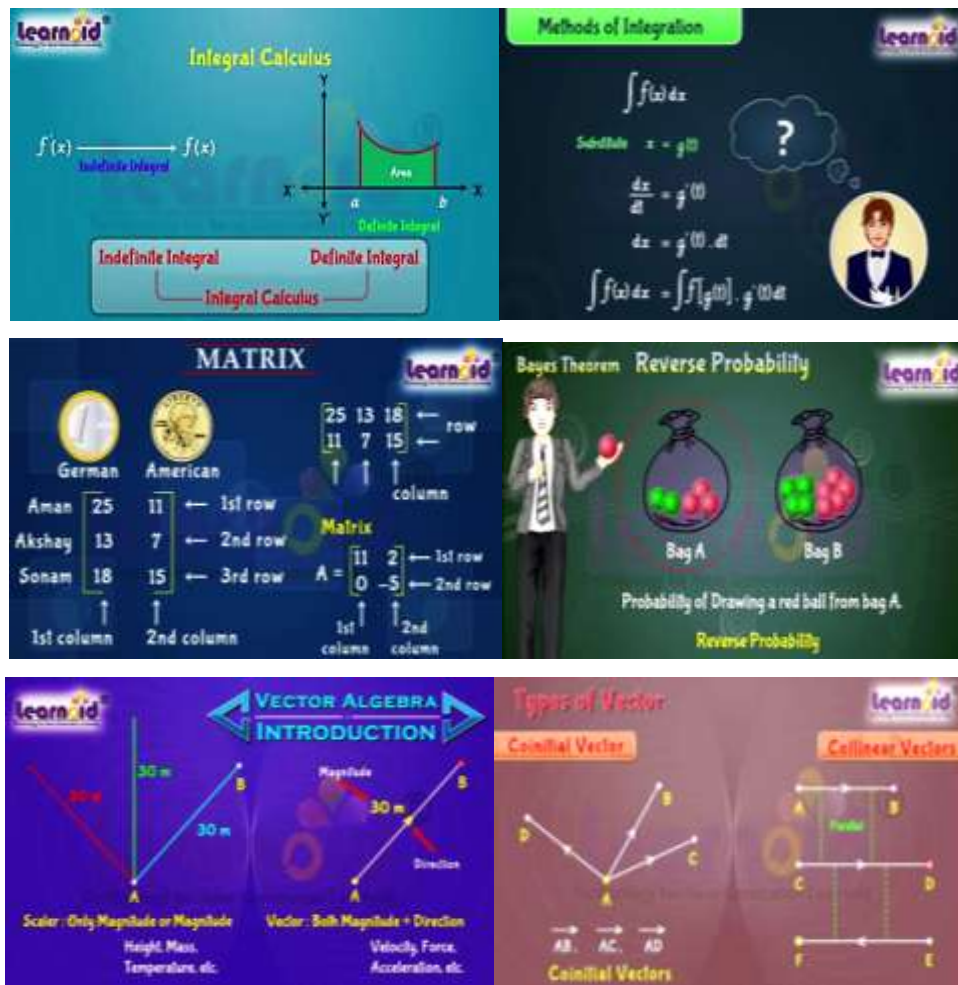 Learnoid
Integral Calculus
Y
f'(x) → f(x)
Indefinite Integral
Area
X' X
a b
Y'
Definite Integral
Indefinite Integral Definite Integral
Integral Calculus
Methods of Integration
Learnoid
∫f(x)dx
Substitute x = g(t)
?
dx/dt = g'(t)
dx = g'(t).dt
∫f(x)dx = ∫f[g(t)].g'(t)dt
MATRIX
Learnoid
German American
Aman 25 11 ← 1st row
Akshay 13 7 ← 2nd row
Sonam 18 15 ← 3rd row
1st column 2nd column
25 13 18 ←
row
11 7 15 ←
column
Matrix
A = 11 2 ← 1st row
0 -5 ← 2nd row
1st column 2nd column
Bayes Theorem Reverse Probability
Learnoid
Bag A Bag B
Probability of Drawing a red ball from bag A.
Reverse Probability
Learnoid
VECTOR ALGEBRA
INTRODUCTION
30 m
B
30 m
A
Magnitude
B
30 m
Direction
A
Scaler : Only Magnitude or Magnitude
Height, Mass,
Temperature, etc.
Vector : Both Magnitude + Direction
Velocity, Force,
Acceleration, etc.
Types of Vector
Learnoid
Coinitial Vector
Collinear Vectors
B
D
C
A
AB, AC, AD
Coinitial Vectors
A B
Parallel
C D
F E